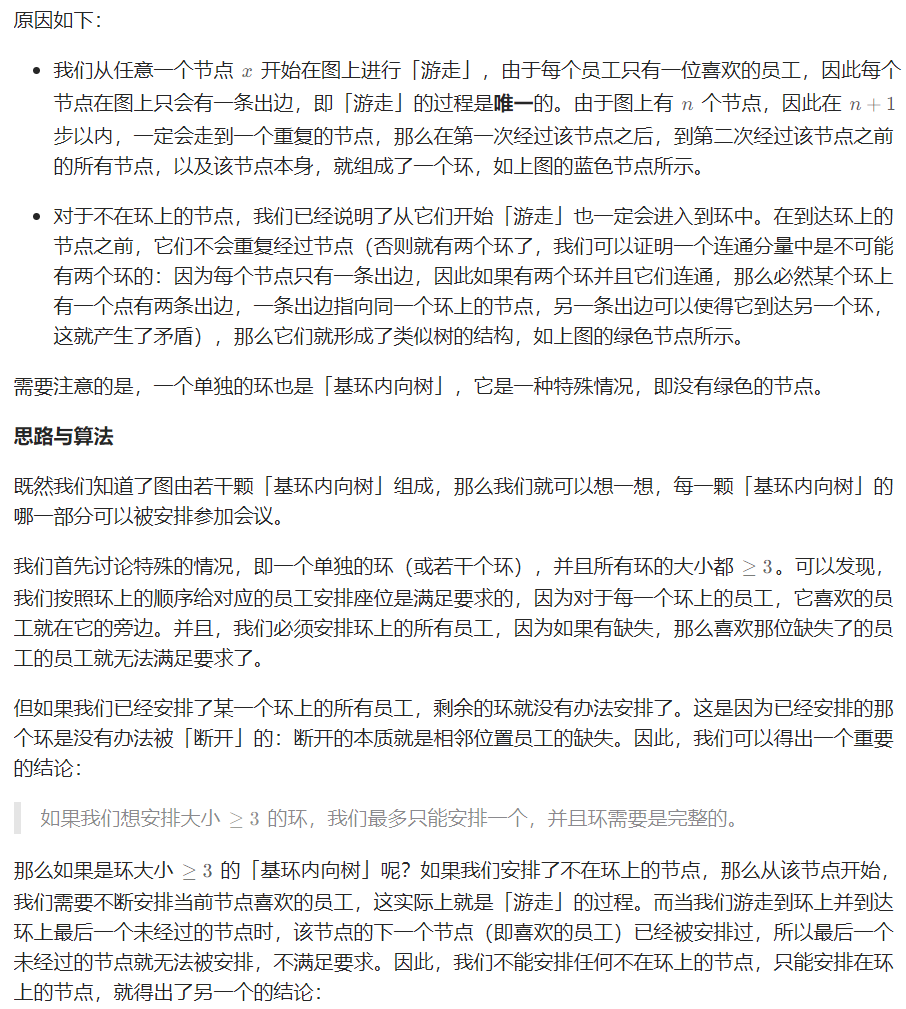 原因如下：
• 我们从任意一个节点 x 开始在图上进行「游走」，由于每个员工只有一位喜欢的员工，因此每个
节点在图上只会有一条出边，即「游走」的过程是唯一的。由于图上有 n 个节点，因此在 n + 1
步以内，一定会走到一个重复的节点，那么在第一次经过该节点之后，到第二次经过该节点之前
的所有节点，以及该节点本身，就组成了一个环，如上图的蓝色节点所示。
• 对于不在环上的节点，我们已经说明了从它们开始「游走」也一定会进入到环中。在到达环上的
节点之前，它们不会重复经过节点（否则就有两个环了，我们可以证明一个连通分量中是不可能
有两个环的：因为每个节点只有一条出边，因此如果有两个环并且它们连通，那么必然某个环上
有一个点有两条出边，一条出边指向同一个环上的节点，另一条出边可以使得它到达另一个环，
这就产生了矛盾），那么它们就形成了类似树的结构，如上图的绿色节点所示。
需要注意的是，一个单独的环也是「基环内向树」，它是一种特殊情况，即没有绿色的节点。
思路与算法
既然我们知道了图由若干颗「基环内向树」组成，那么我们就可以想一想，每一颗「基环内向树」的
哪一部分可以被安排参加会议。
我们首先讨论特殊的情况，即一个单独的环（或若干个环），并且所有环的大小都 ≥ 3。可以发现，
我们按照环上的顺序给对应的员工安排座位是满足要求的，因为对于每一个环上的员工，它喜欢的员
工就在它的旁边。并且，我们必须安排环上的所有员工，因为如果有缺失，那么喜欢那位缺失了的员
工的员工就无法满足要求了。
但如果我们已经安排了某一个环上的所有员工，剩余的环就没有办法安排了。这是因为已经安排的那
个环是没有办法被「断开」的：断开的本质就是相邻位置员工的缺失。因此，我们可以得出一个重要
的结论：
如果我们想安排大小 ≥ 3 的环，我们最多只能安排一个，并且环需要是完整的。
那么如果是环大小 ≥ 3 的「基环内向树」呢？如果我们安排了不在环上的节点，那么从该节点开始，
我们需要不断安排当前节点喜欢的员工，这实际上就是「游走」的过程。而当我们游走到环上并到达
环上最后一个未经过的节点时，该节点的下一个节点（即喜欢的员工）已经被安排过，所以最后一个
未经过的节点就无法被安排，不满足要求。因此，我们不能安排任何不在环上的节点，只能安排在环
上的节点，就得出了另一个的结论：